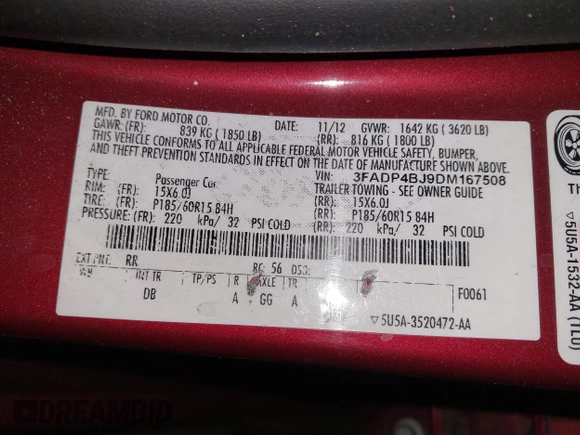 MFD. BY FORD MOTOR CO.
DATE: 11/12 GVWR: 1642 KG ( 3620 LB)
GAWR: (FR): 839 KG ( 1850 LB) (RR): 816 KG ( 1800 LB)
THIS VEHICLE CONFORMS TO ALL APPLICABLE FEDERAL MOTOR VEHICLE SAFETY, BUMPER,
AND THEFT PREVENTION STANDARDS IN EFFECT ON THE DATE OF MANUFACTURE SHOWN ABOVE.
VIN: 3FADP4BJ9DM167508
TYPE: Passenger Car TRAILER TOWING - SEE OWNER GUIDE
RIM: (FR): 15X6.0J (RR): 15X6.0J
TIRE: (FR): P185/60R15 84H (RR): P185/60R15 84H
PRESSURE: (FR): 220 kPa/ 32 PSI COLD (RR): 220 kPa/ 32 PSI COLD
EXT PNT: RR RC: 56 DSO:
WB INT TR TP/PS R AXLE TR
DB A GG A
F0061
▽5U5A-3520472-AA
▽5U5A-1532-AA (TLU)
DREAMBID